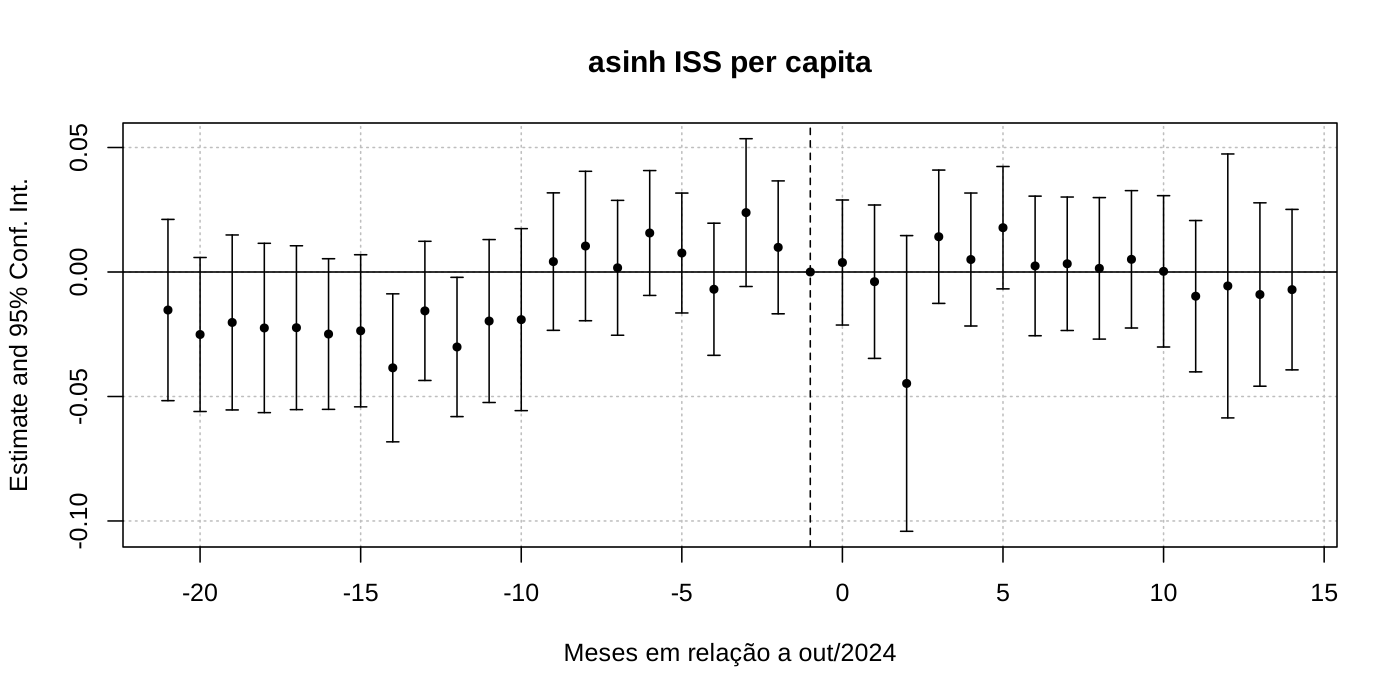 asinh ISS per capita
Estimate and 95% Conf. Int.
0.05
0.00
-0.05
-0.10
-20 -15 -10 -5 0 5 10 15
Meses em relação a out/2024